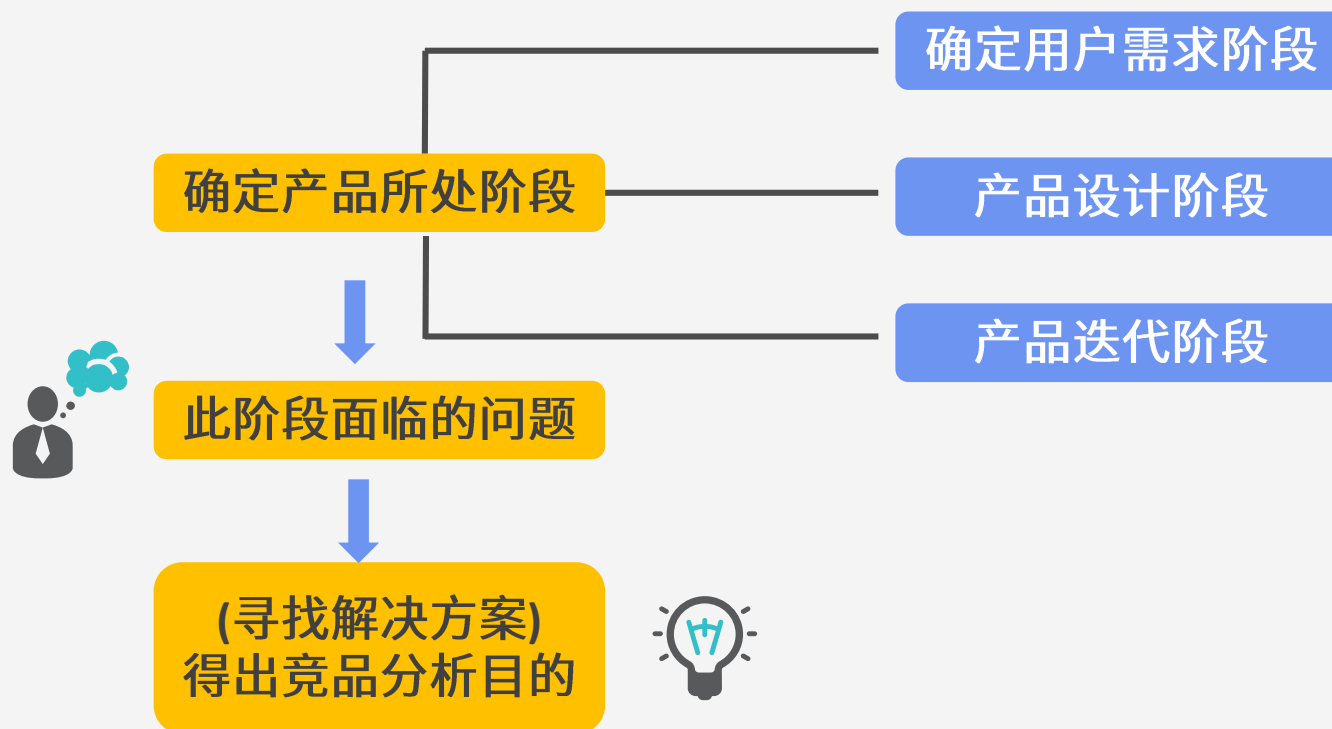 确定用户需求阶段
确定产品所处阶段
产品设计阶段
产品迭代阶段
此阶段面临的问题
(寻找解决方案)
得出竞品分析目的